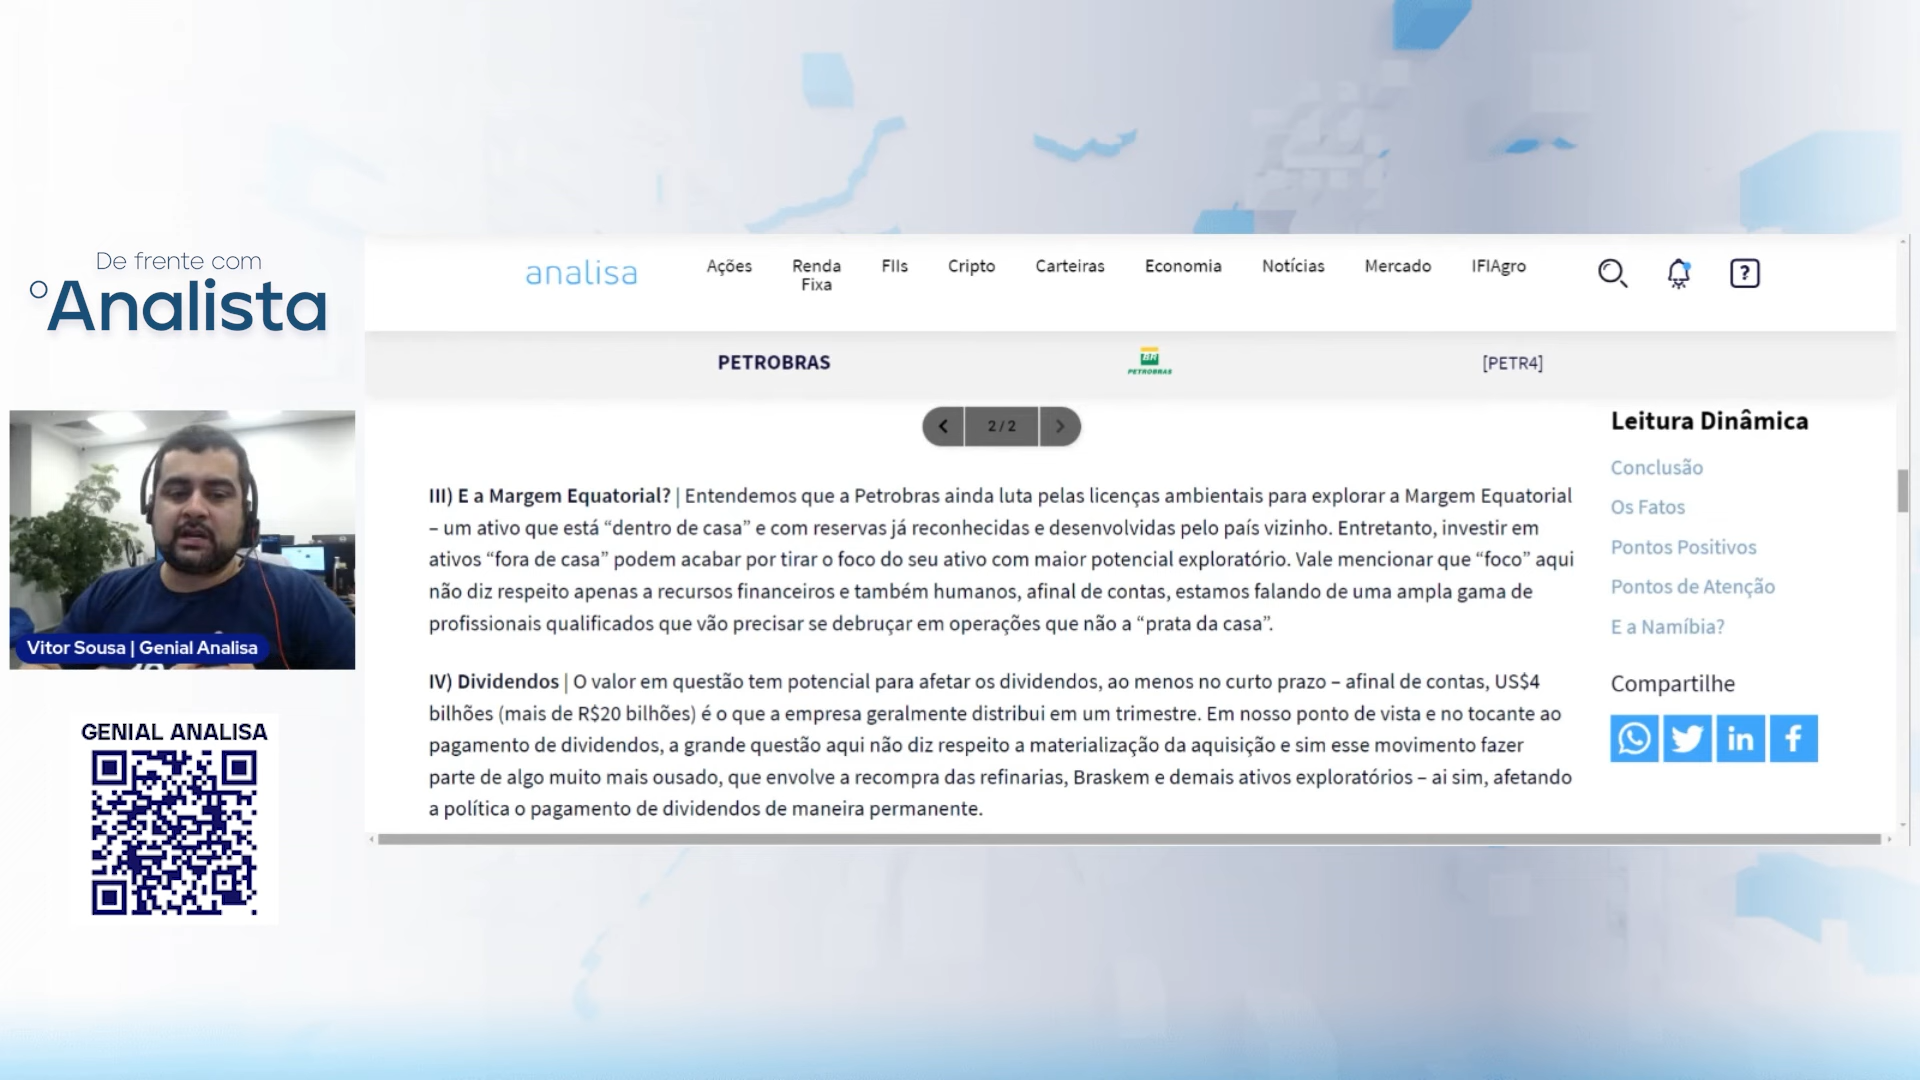 De frente com
Analista
Vitor Sousa | Genial Analisa
GENIAL ANALISA
analisa
Ações
Renda
Fixa
FIIs
Cripto
Carteiras
Economia
Notícias
Mercado
IFIAgro
?
PETROBRAS
BR
PETROBRAS
[PETR4]
2/2
III) E a Margem Equatorial? | Entendemos que a Petrobras ainda luta pelas licenças ambientais para explorar a Margem Equatorial
– um ativo que está “dentro de casa” e com reservas já reconhecidas e desenvolvidas pelo país vizinho. Entretanto, investir em
ativos “fora de casa” podem acabar por tirar o foco do seu ativo com maior potencial exploratório. Vale mencionar que “foco” aqui
não diz respeito apenas a recursos financeiros e também humanos, afinal de contas, estamos falando de uma ampla gama de
profissionais qualificados que vão precisar se debruçar em operações que não a “prata da casa”.
IV) Dividendos | O valor em questão tem potencial para afetar os dividendos, ao menos no curto prazo – afinal de contas, US$4
bilhões (mais de R$20 bilhões) é o que a empresa geralmente distribui em um trimestre. Em nosso ponto de vista e no tocante ao
pagamento de dividendos, a grande questão aqui não diz respeito a materialização da aquisição e sim esse movimento fazer
parte de algo muito mais ousado, que envolve a recompra das refinarias, Braskem e demais ativos exploratórios – ai sim, afetando
a política o pagamento de dividendos de maneira permanente.
Leitura Dinâmica
Conclusão
Os Fatos
Pontos Positivos
Pontos de Atenção
E a Namíbia?
Compartilhe